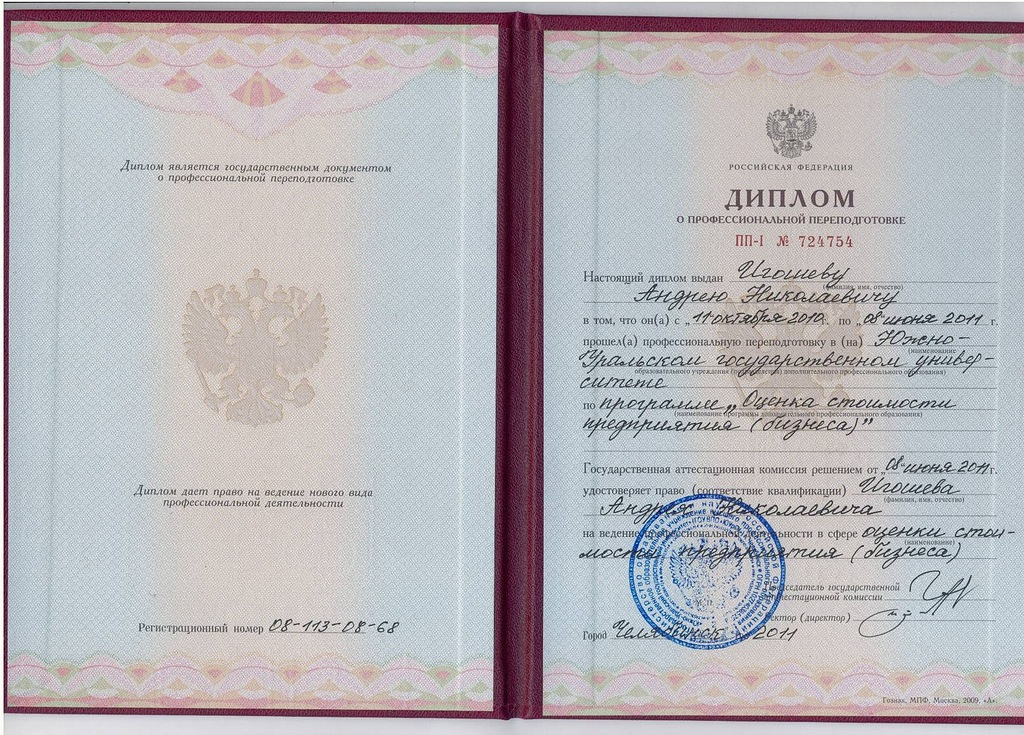 Диплом является государственным документом
о профессиональной переподготовке
Диплом дает право на ведение нового вида
профессиональной деятельности
Регистрационный номер 08-113-08-68
РОССИЙСКАЯ ФЕДЕРАЦИЯ
ДИПЛОМ
О ПРОФЕССИОНАЛЬНОЙ ПЕРЕПОДГОТОВКЕ
ПП-I № 724754
Настоящий диплом выдан Игошеву
(фамилия, имя, отчество)
Андрею Николаевичу
в том, что он(а) с „11 октября 2010 г. по „08 июня 2011 г.
прошел(а) профессиональную переподготовку в (на) Южно-
(наименование
Уральском государственном универ-
образовательного учреждения дополнительного профессионального образования)
ситете
по программе „Оценка стоимости
(наименование программы дополнительного профессионального образования)
предприятия (бизнеса)"
Государственная аттестационная комиссия решением от „08 июня 2011 г.
удостоверяет право (соответствие квалификации) Игошева
(фамилия, имя, отчество)
Андрея Николаевича
на ведение профессиональной деятельности в сфере оценки стои-
(наименование)
мости предприятия (бизнеса)
Председатель государственной
аттестационной комиссии
Ректор (директор)
Город Челябинск 2011
Гознак, МПФ, Москва, 2009, «А».